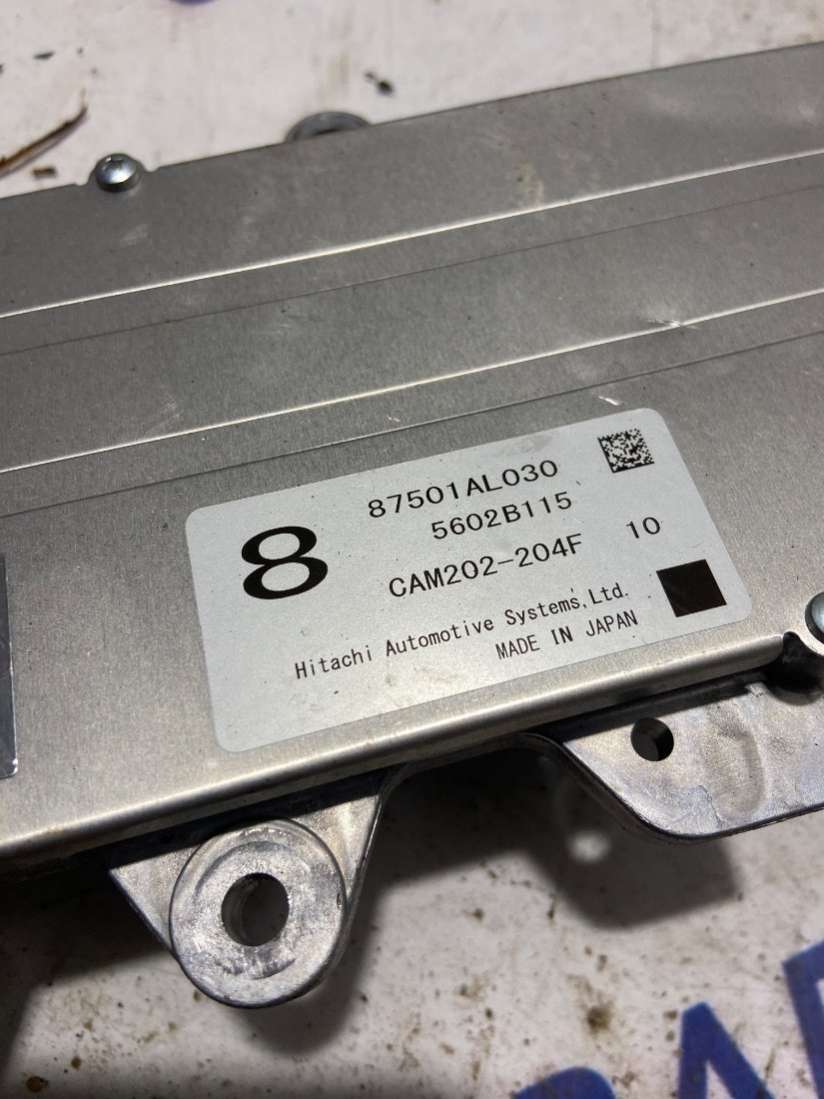 87501AL030
5602B115
8
CAM202-204F 10
Hitachi Automotive Systems, Ltd.
MADE IN JAPAN